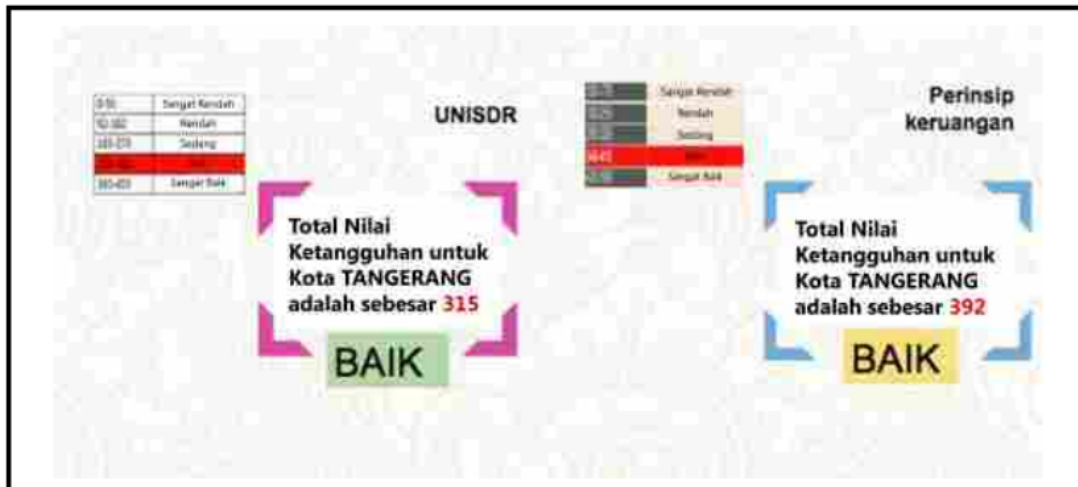 Sangat Rendah
Rendah
Sedang
Sangat Baik
UNISDR
Total Nilai
Ketangguhan untuk
Kota TANGERANG
adalah sebesar 315
BAIK
Sangat Rendah
Rendah
Sedang
Sangat Baik
Perinsip
keruangan
Total Nilai
Ketangguhan untuk
Kota TANGERANG
adalah sebesar 392
BAIK